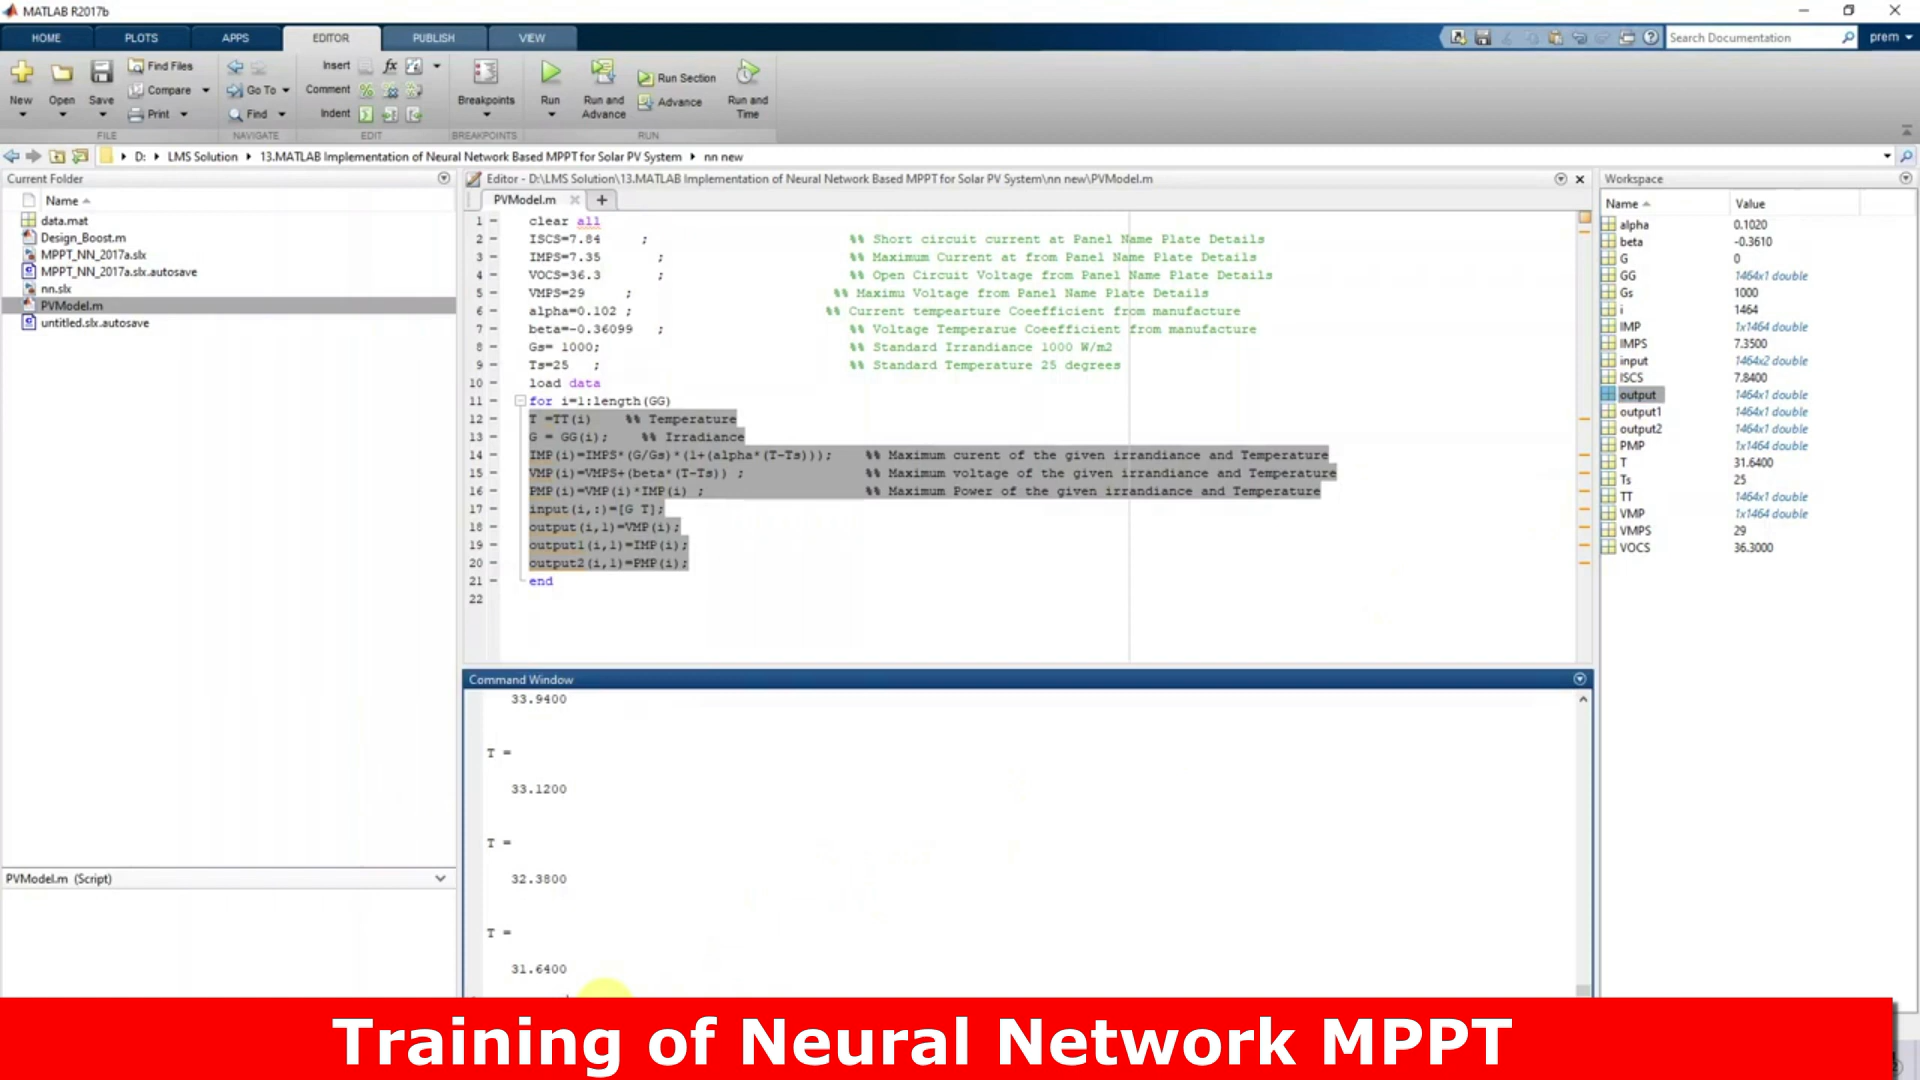 MATLAB R2017b
HOME PLOTS APPS EDITOR PUBLISH VIEW
Search Documentation prem
New Open Save Find Files Compare Print
Go To Find
Insert fx
Comment
Indent
Breakpoints Run Run and Advance Run Section Advance Run and Time
FILE NAVIGATE EDIT BREAKPOINTS RUN
D: LMS Solution 13.MATLAB Implementation of Neural Network Based MPPT for Solar PV System nn new
Current Folder
Name
data.mat
Design_Boost.m
MPPT_NN_2017a.slx
MPPT_NN_2017a.slx.autosave
nn.slx
PVModel.m
untitled.slx.autosave
PVModel.m (Script)
Editor - D:\LMS Solution\13.MATLAB Implementation of Neural Network Based MPPT for Solar PV System\nn new\PVModel.m
PVModel.m
1 clear all
2 ISCS=7.84 ; %% Short circuit current at Panel Name Plate Details
3 IMPS=7.35 ; %% Maximum Current at from Panel Name Plate Details
4 VOCS=36.3 ; %% Open Circuit Voltage from Panel Name Plate Details
5 VMPS=29 ; %% Maximu Voltage from Panel Name Plate Details
6 alpha=0.102 ; %% Current tempearture Coeefficient from manufacture
7 beta=-0.36099 ; %% Voltage Temperarue Coeefficient from manufacture
8 Gs= 1000; %% Standard Irrandiance 1000 W/m2
9 Ts=25 ; %% Standard Temperature 25 degrees
10 load data
11 for i=1:length(GG)
12 T =TT(i) %% Temperature
13 G = GG(i); %% Irradiance
14 IMP(i)=IMPS*(G/Gs)*(1+(alpha*(T-Ts))); %% Maximum curent of the given irrandiance and Temperature
15 VMP(i)=VMPS+(beta*(T-Ts)) ; %% Maximum voltage of the given irrandiance and Temperature
16 PMP(i)=VMP(i)*IMP(i) ; %% Maximum Power of the given irrandiance and Temperature
17 input(i,:)=[G T];
18 output(i,1)=VMP(i);
19 output1(i,1)=IMP(i);
20 output2(i,1)=PMP(i);
21 end
22
Command Window
33.9400
T =
33.1200
T =
32.3800
T =
31.6400
Workspace
Name Value
alpha 0.1020
beta -0.3610
G 0
GG 1464x1 double
Gs 1000
i 1464
IMP 1x1464 double
IMPS 7.3500
input 1464x2 double
ISCS 7.8400
output 1464x1 double
output1 1464x1 double
output2 1464x1 double
PMP 1x1464 double
T 31.6400
Ts 25
TT 1464x1 double
VMP 1x1464 double
VMPS 29
VOCS 36.3000
Training of Neural Network MPPT